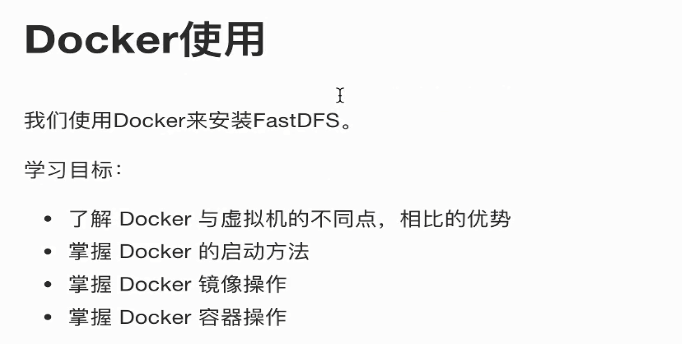 Docker使用
我们使用Docker来安装FastDFS。
学习目标：
• 了解 Docker 与虚拟机的不同点，相比的优势
• 掌握 Docker 的启动方法
• 掌握 Docker 镜像操作
• 掌握 Docker 容器操作